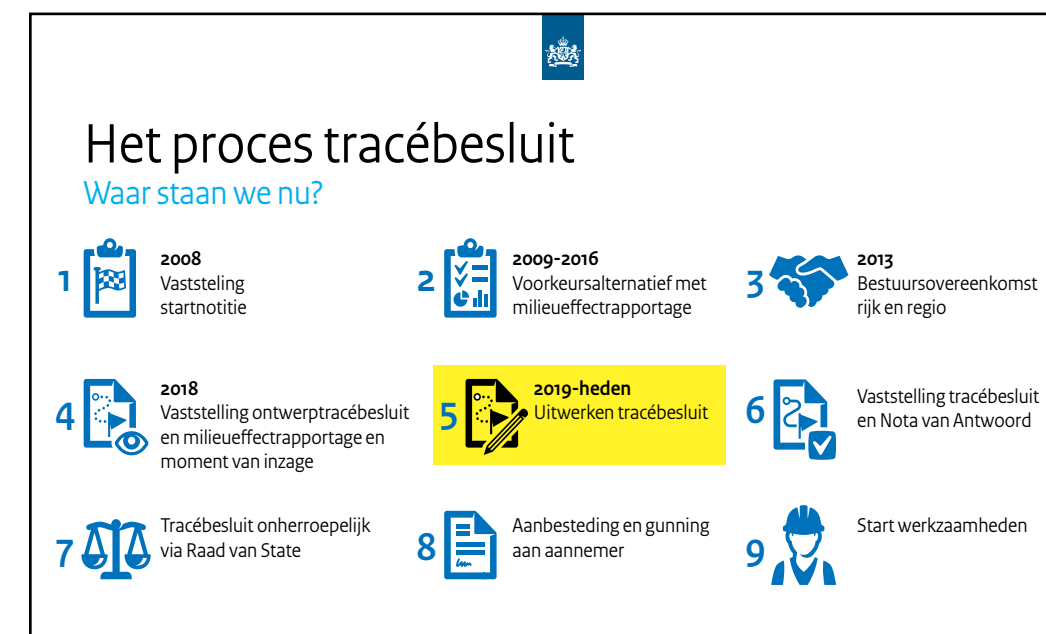 Het proces tracébesluit
Waar staan we nu?
1
2008
Vaststeling
startnotitie
2
2009-2016
Voorkeursalternatief met
milieueffectrapportage
3
2013
Bestuursovereenkomst
rijk en regio
4
2018
Vaststelling ontwerptracébesluit
en milieueffectrapportage en
moment van inzage
5
2019-heden
Uitwerken tracébesluit
6
Vaststelling tracébesluit
en Nota van Antwoord
7
Tracébesluit onherroepelijk
via Raad van State
8
Aanbesteding en gunning
aan aannemer
9
Start werkzaamheden